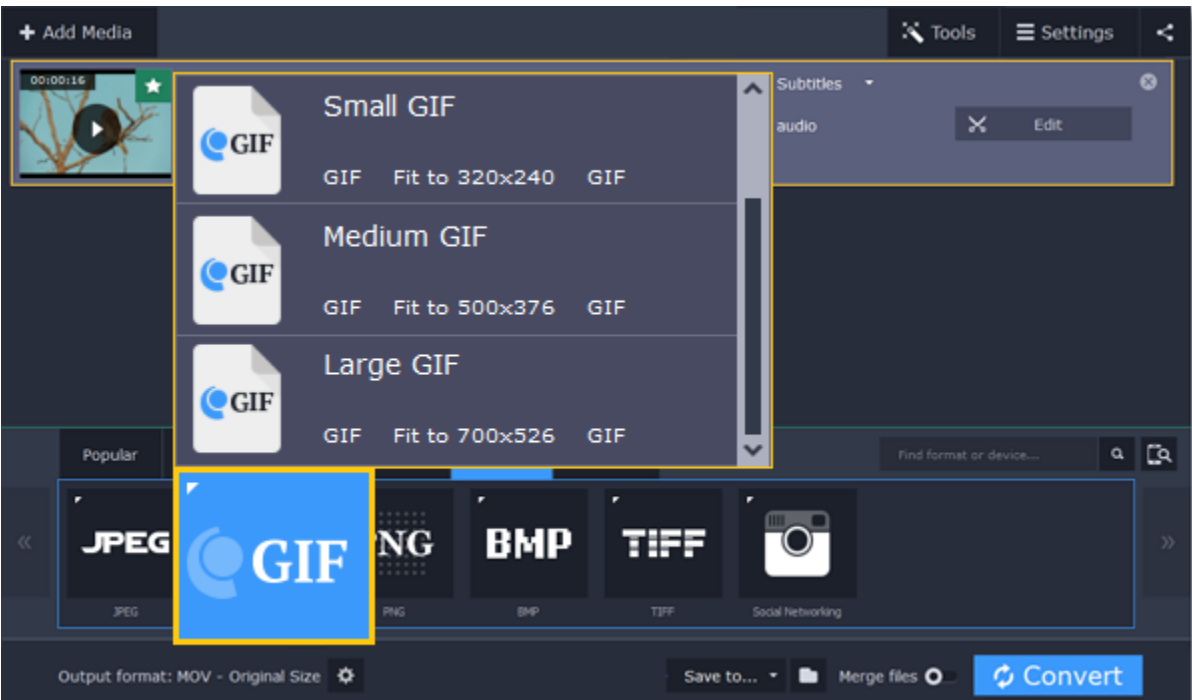 + Add Media
Tools
Settings
00:00:16
Subtitles
audio
Edit
Small GIF
GIF
GIF Fit to 320x240 GIF
Medium GIF
GIF
GIF Fit to 500x376 GIF
Large GIF
GIF
GIF Fit to 700x526 GIF
Popular
Find format or device...
JPEG
GIF
NG
BMP
TIFF
JPEG
PNG
BMP
TIFF
Social Networking
Output format: MOV - Original Size
Save to...
Merge files
Convert